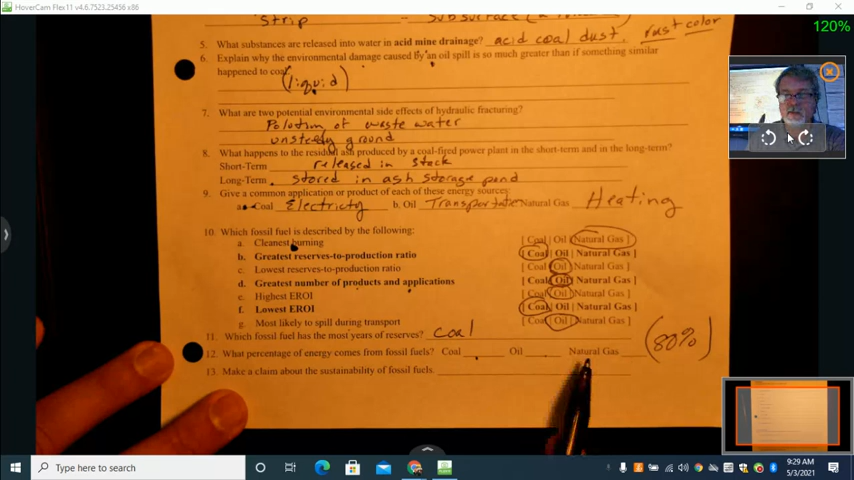 HoverCam Flex11 v4.6.7523.25456 x86
120%
Strip
5. What substances are released into water in acid mine drainage? acid coal dust. rust color
6. Explain why the environmental damage caused by an oil spill is so much greater than if something similar
happened to coal.
(liquid)
7. What are two potential environmental side effects of hydraulic fracturing?
Polution of waste water
unsteady ground
8. What happens to the residual ash produced by a coal-fired power plant in the short-term and in the long-term?
Short-Term released in stack
Long-Term stored in ash storage pond
9. Give a common application or product of each of these energy sources:
a. Coal Electricity b. Oil Natural Gas Heating
10. Which fossil fuel is described by the following:
a. Cleanest burning [ Coal | Oil | Natural Gas ]
b. Greatest reserves-to-production ratio [ Coal | Oil | Natural Gas ]
c. Lowest reserves-to-production ratio [ Coal | Oil | Natural Gas ]
d. Greatest number of products and applications [ Coal | Oil | Natural Gas ]
e. Highest EROI [ Coal | Oil | Natural Gas ]
f. Lowest EROI [ Coal | Oil | Natural Gas ]
g. Most likely to spill during transport [ Coal | Oil | Natural Gas ]
11. Which fossil fuel has the most years of reserves? coal
12. What percentage of energy comes from fossil fuels? Coal Oil Natural Gas (80%)
13. Make a claim about the sustainability of fossil fuels.
Type here to search
9:29 AM
5/3/2021